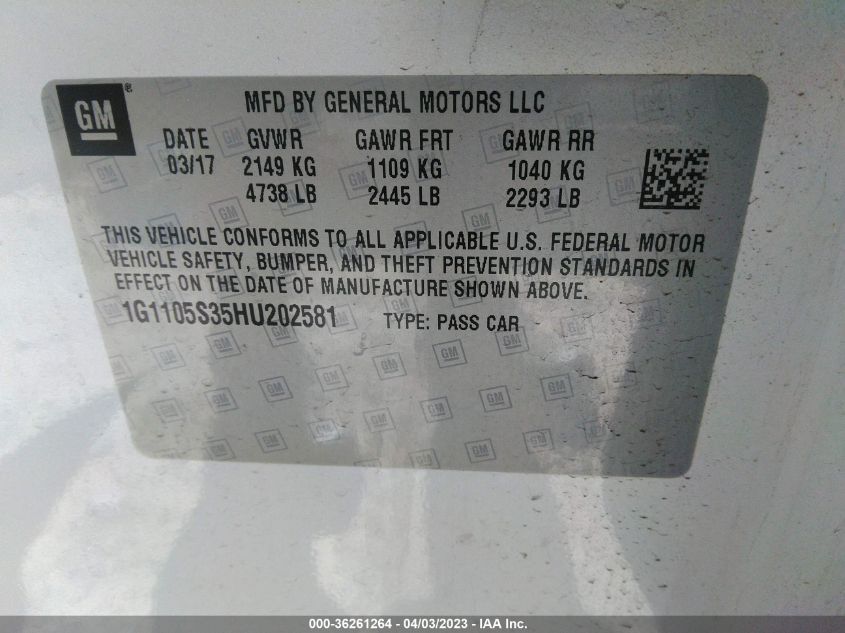 GM ®
MFD BY GENERAL MOTORS LLC
DATE GVWR GAWR FRT GAWR RR
03/17 2149 KG 1109 KG 1040 KG
4738 LB 2445 LB 2293 LB
THIS VEHICLE CONFORMS TO ALL APPLICABLE U.S. FEDERAL MOTOR
VEHICLE SAFETY, BUMPER, AND THEFT PREVENTION STANDARDS IN
EFFECT ON THE DATE OF MANUFACTURE SHOWN ABOVE.
1G1105S35HU202581 TYPE: PASS CAR
000-36261264 - 04/03/2023 - IAA Inc.